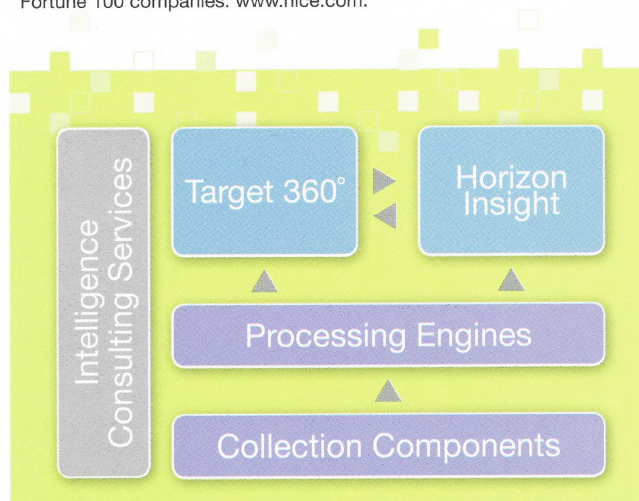 Fortune 100 companies. www.nice.com.
Intelligence
Consulting Services
Target 360°
Horizon
Insight
Processing Engines
Collection Components